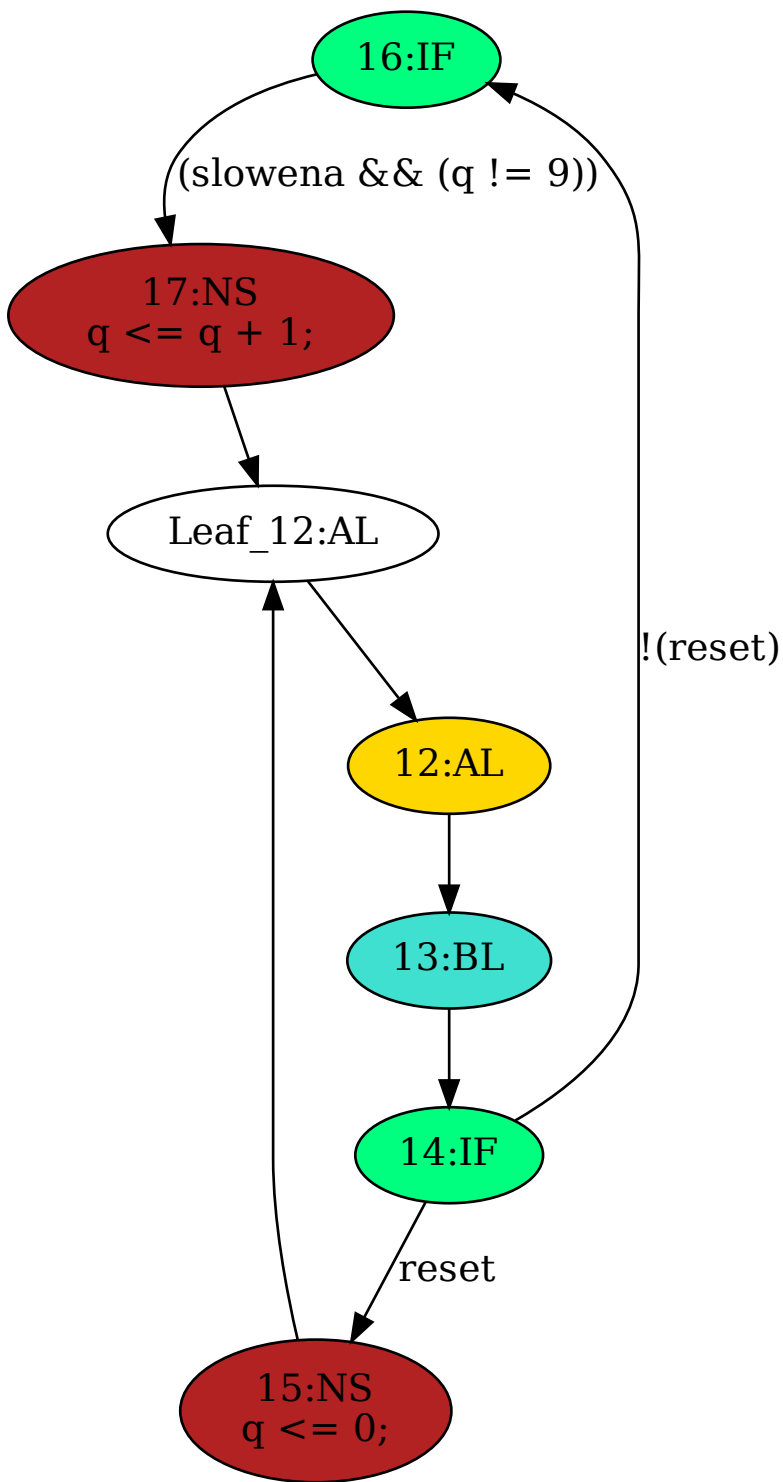 16:IF
(slowena && (q != 9))
17:NS
q <= q + 1;
Leaf_12:AL
!(reset)
12:AL
13:BL
14:IF
reset
15:NS
q <= 0;